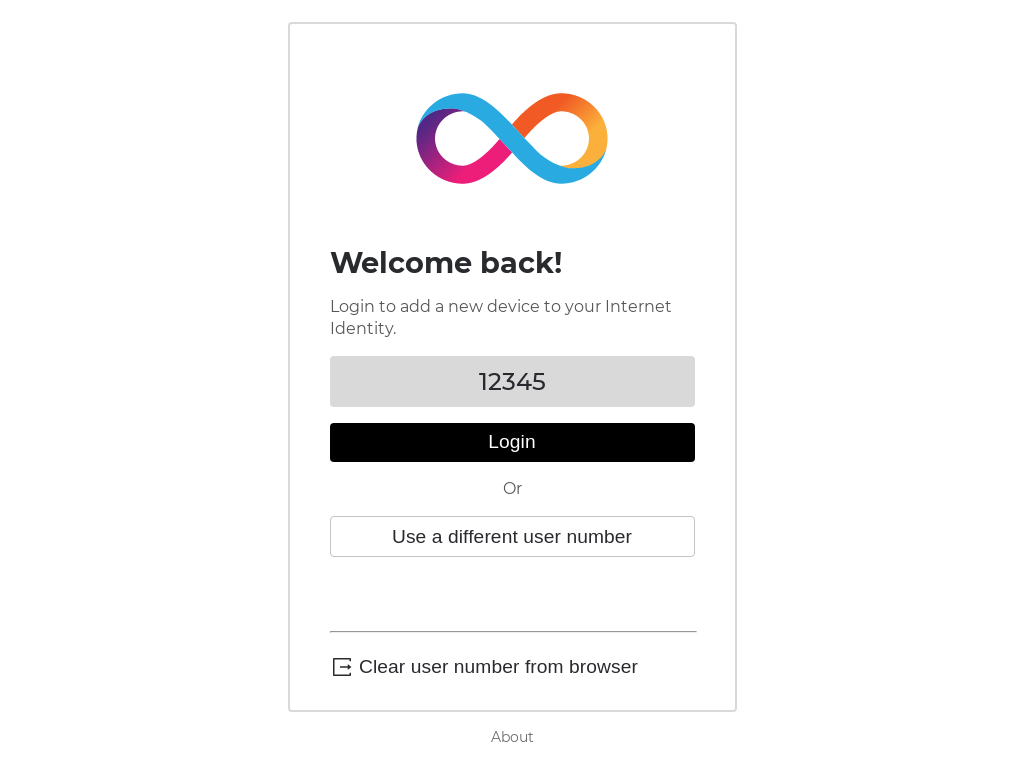 Welcome back!
Login to add a new device to your Internet
Identity.
12345
Login
Or
Use a different user number
Clear user number from browser
About